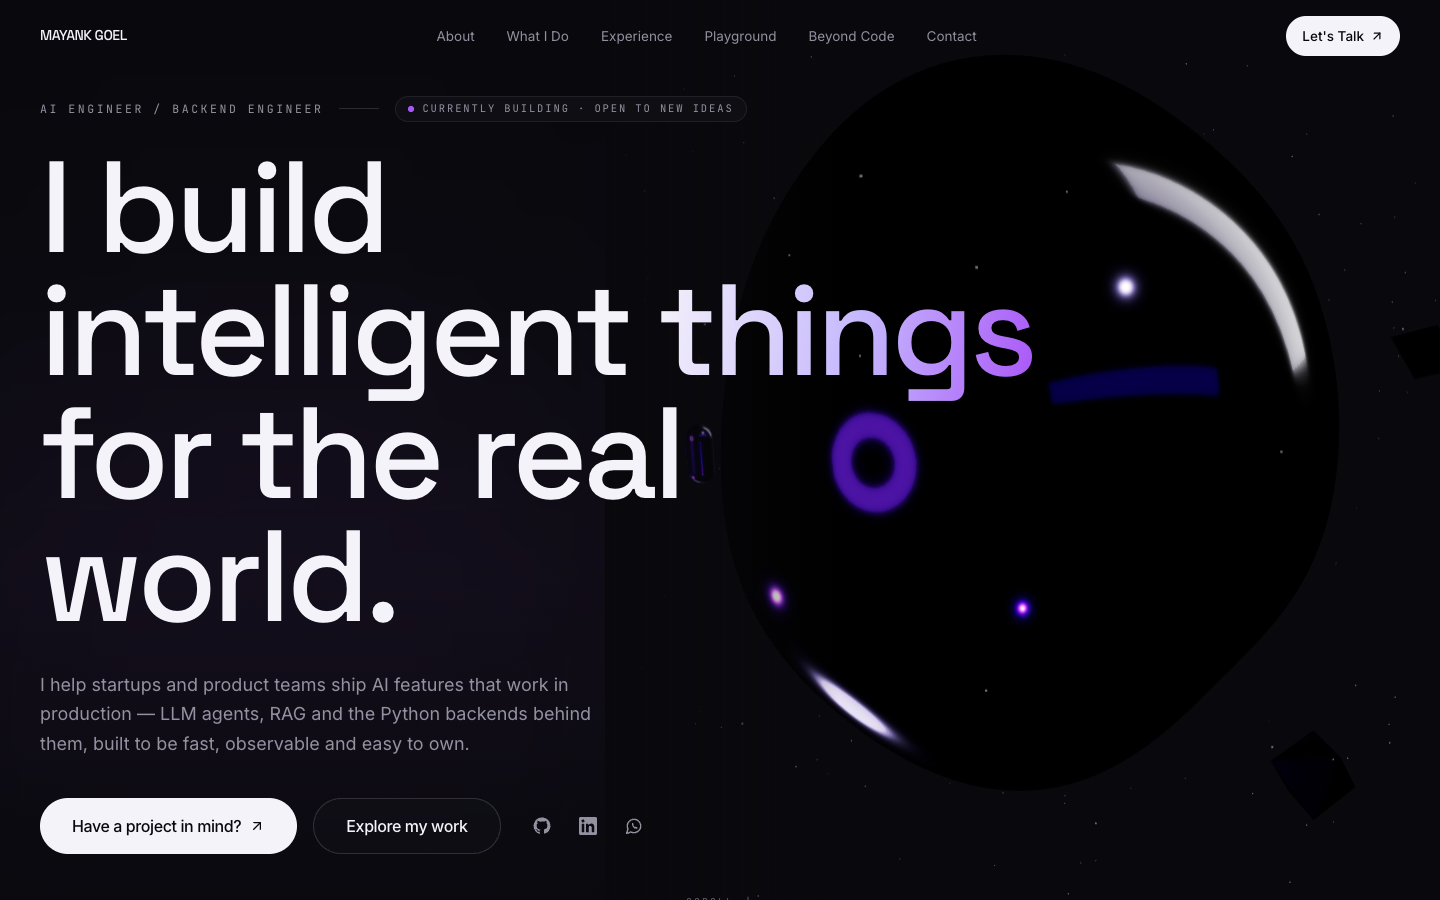 MAYANK GOEL
About What I Do Experience Playground Beyond Code Contact
Let's Talk
AI ENGINEER / BACKEND ENGINEER
CURRENTLY BUILDING · OPEN TO NEW IDEAS
I build
intelligent things
for the real
world.
I help startups and product teams ship AI features that work in
production — LLM agents, RAG and the Python backends behind
them, built to be fast, observable and easy to own.
Have a project in mind?
Explore my work